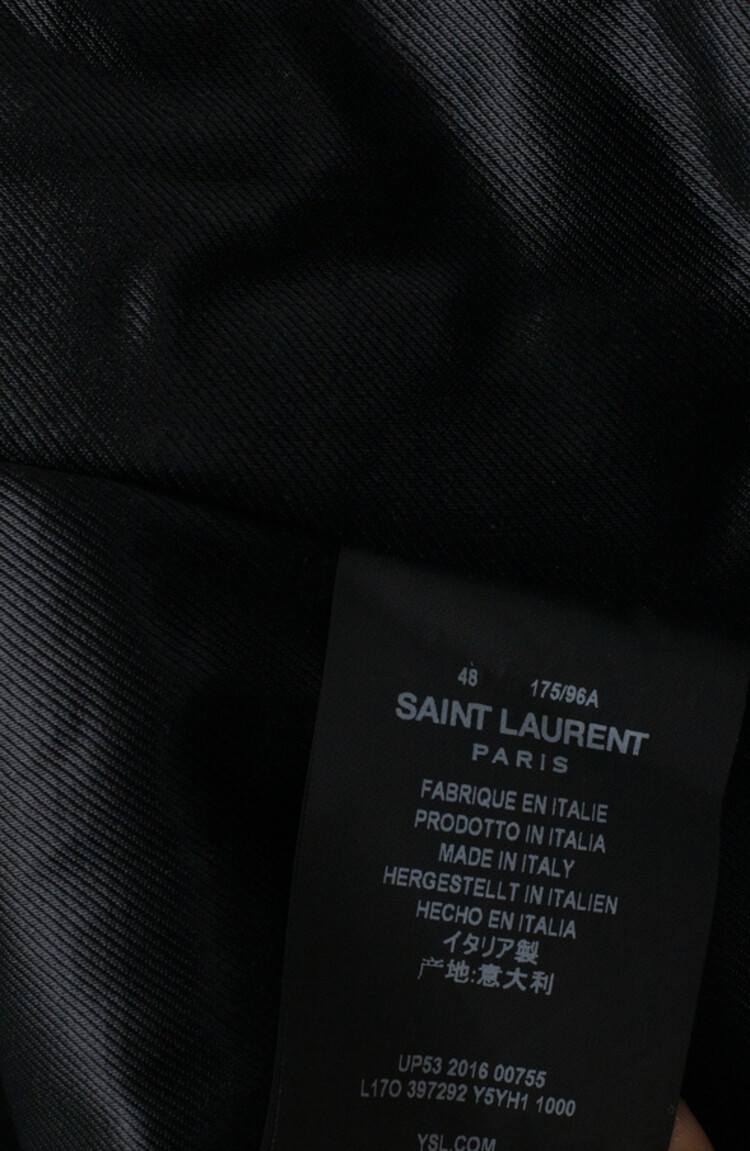 48 175/96A
SAINT LAURENT
PARIS
FABRIQUE EN ITALIE
PRODOTTO IN ITALIA
MADE IN ITALY
HERGESTELLT IN ITALIEN
HECHO EN ITALIA
イタリア製
产地:意大利
UP53 2016 00755
L17O 397292 Y5YH1 1000
YSL.COM